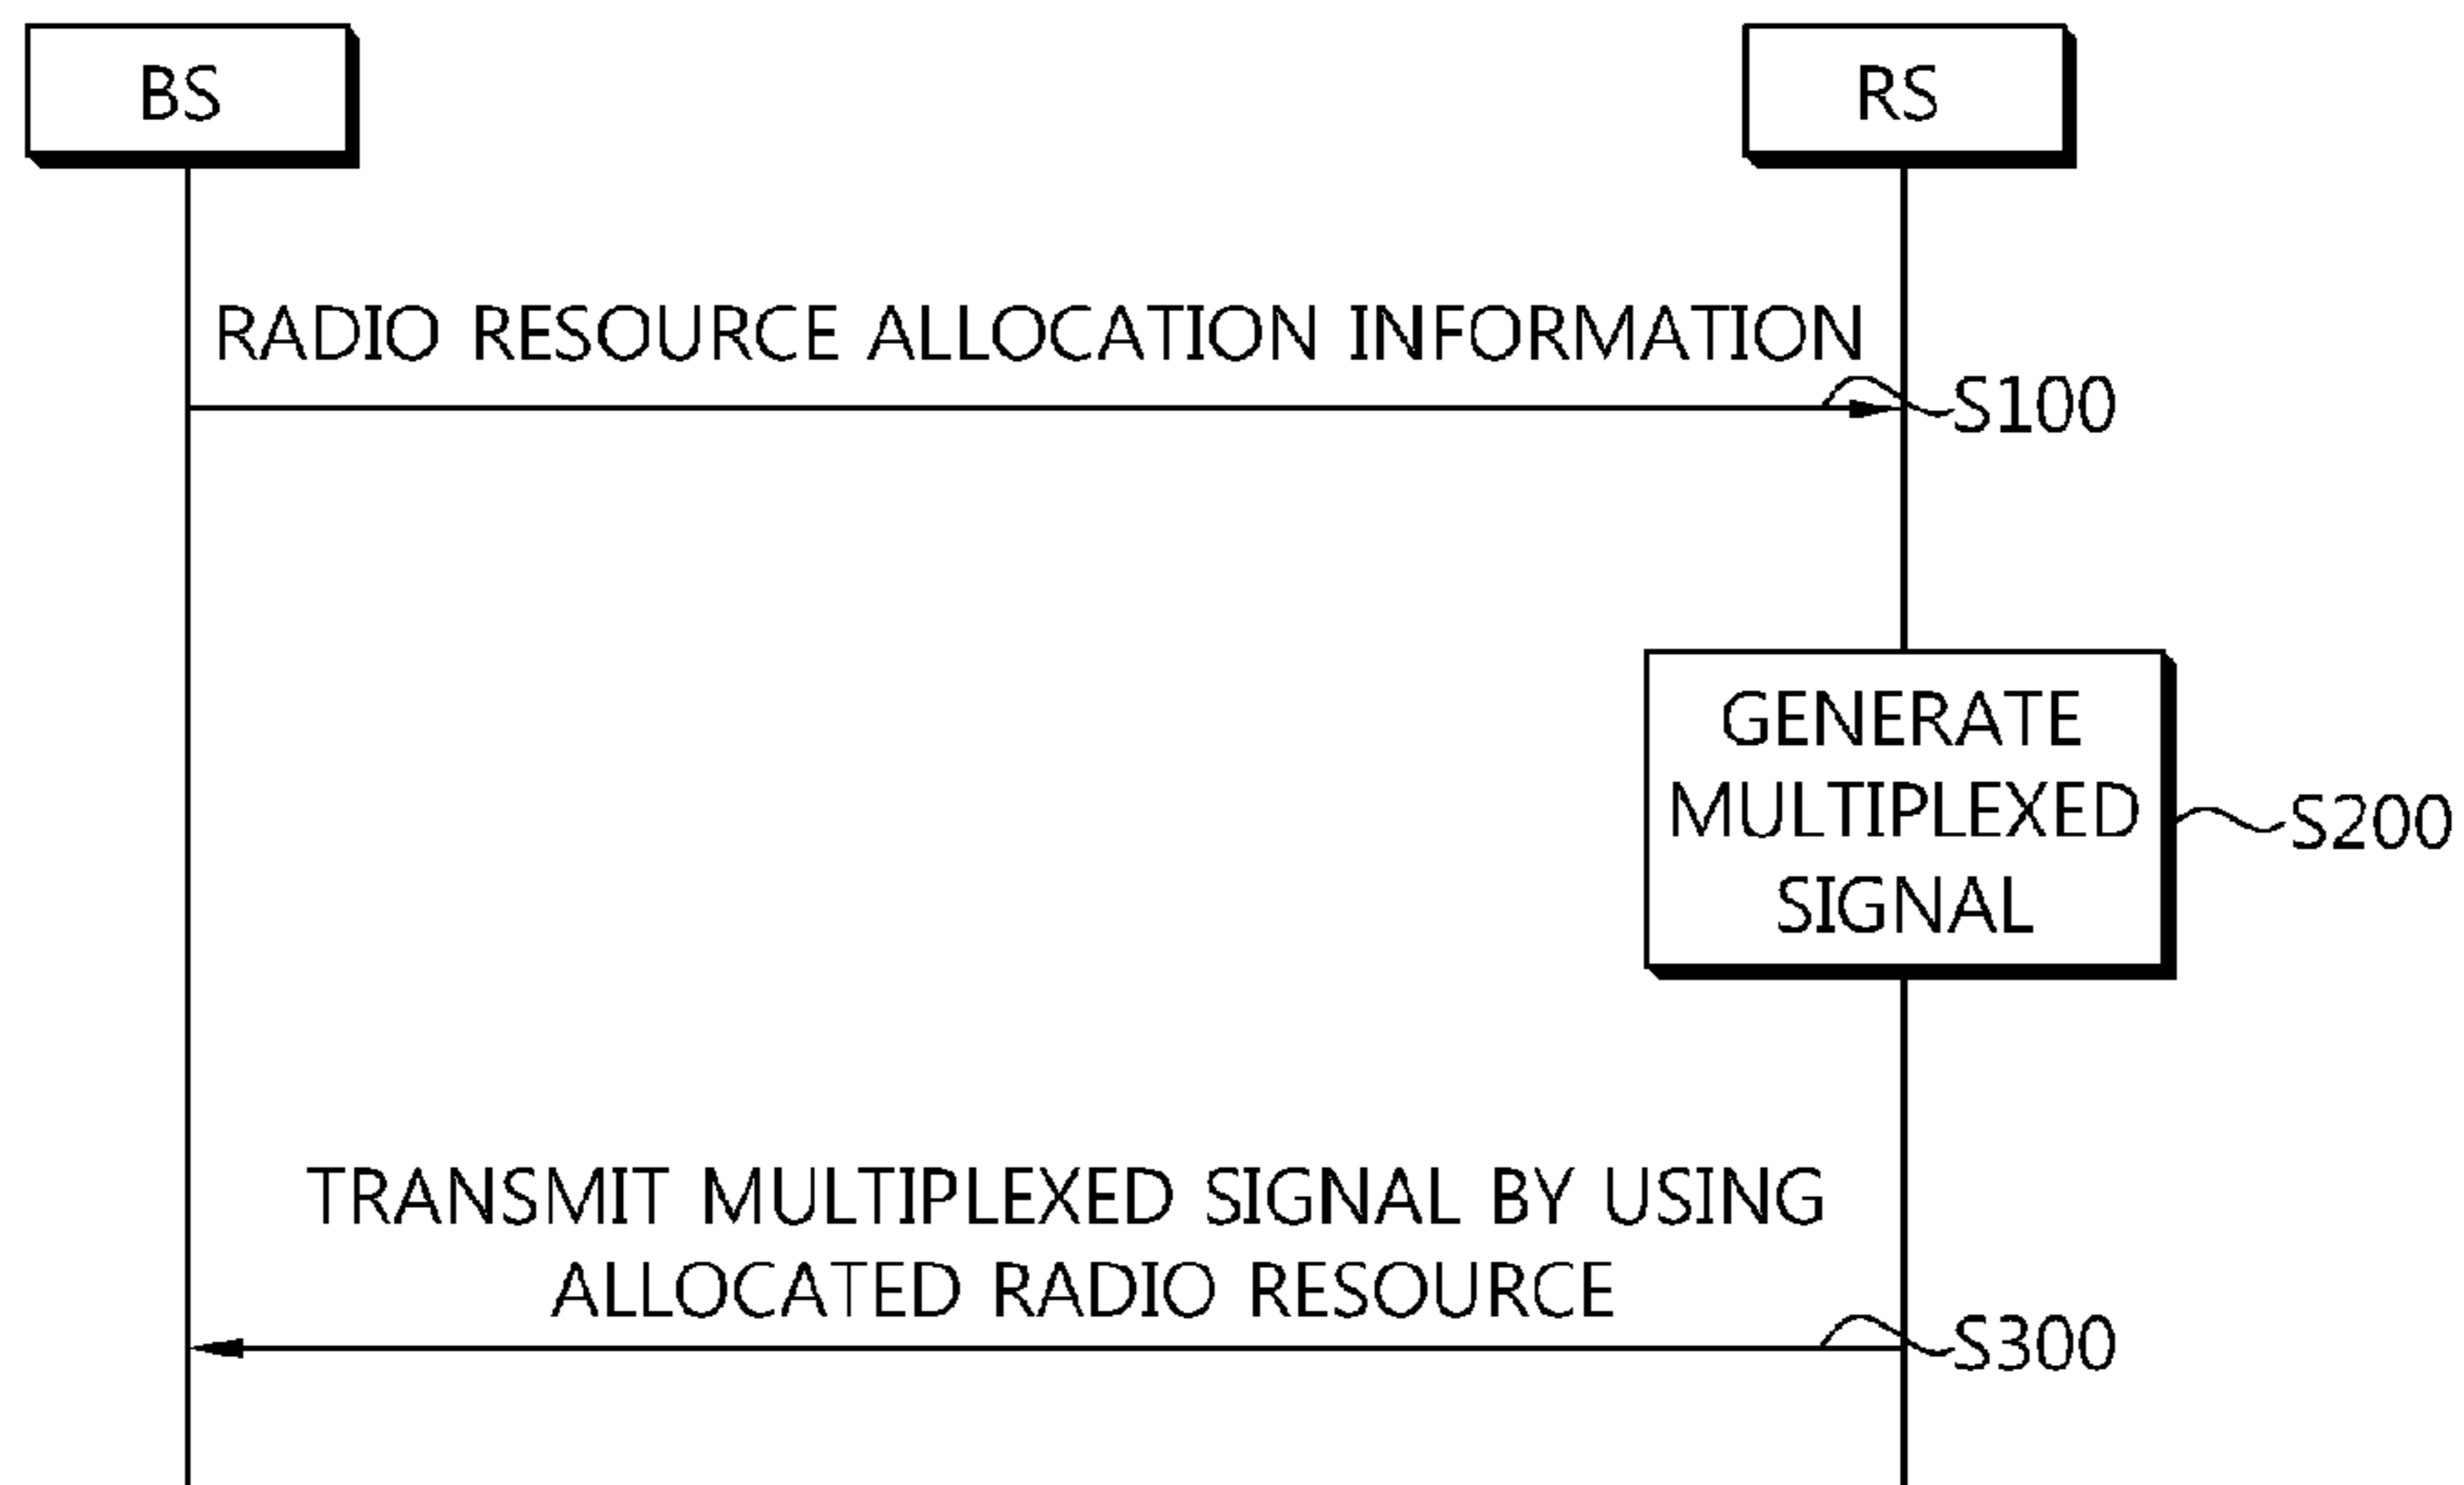 BS
RS
RADIO RESOURCE ALLOCATION INFORMATION
S100
GENERATE
MULTIPLEXED
SIGNAL
S200
TRANSMIT MULTIPLEXED SIGNAL BY USING
ALLOCATED RADIO RESOURCE
S300